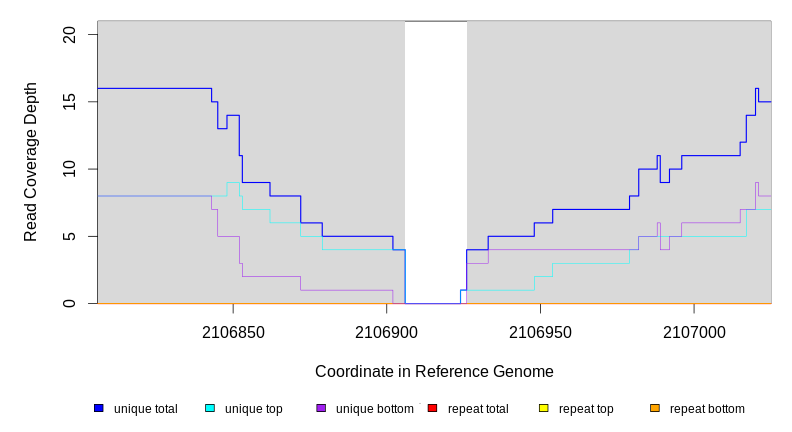 Read Coverage Depth
20
15
10
5
0
2106850 2106900 2106950 2107000
Coordinate in Reference Genome
unique total unique top unique bottom repeat total repeat top repeat bottom